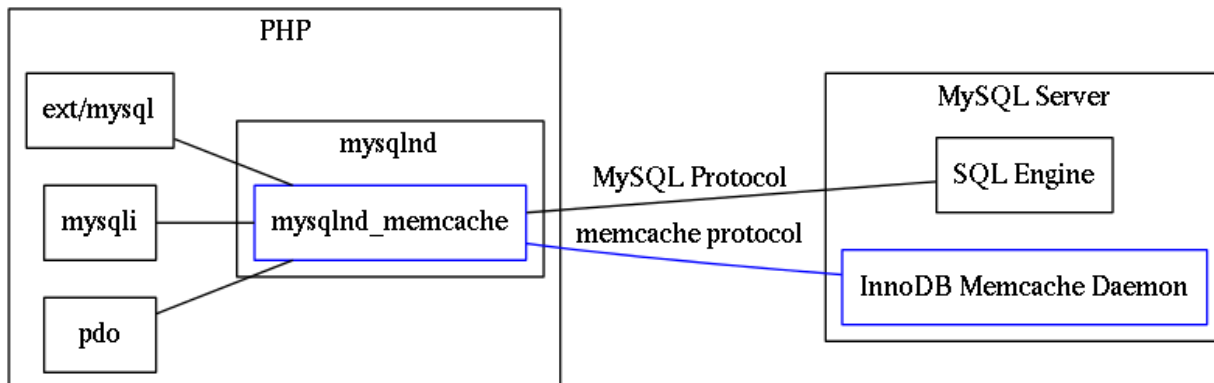 PHP
ext/mysql
mysqli
pdo
mysqlnd
mysqlnd_memcache
MySQL Protocol
memcache protocol
MySQL Server
SQL Engine
InnoDB Memcache Daemon